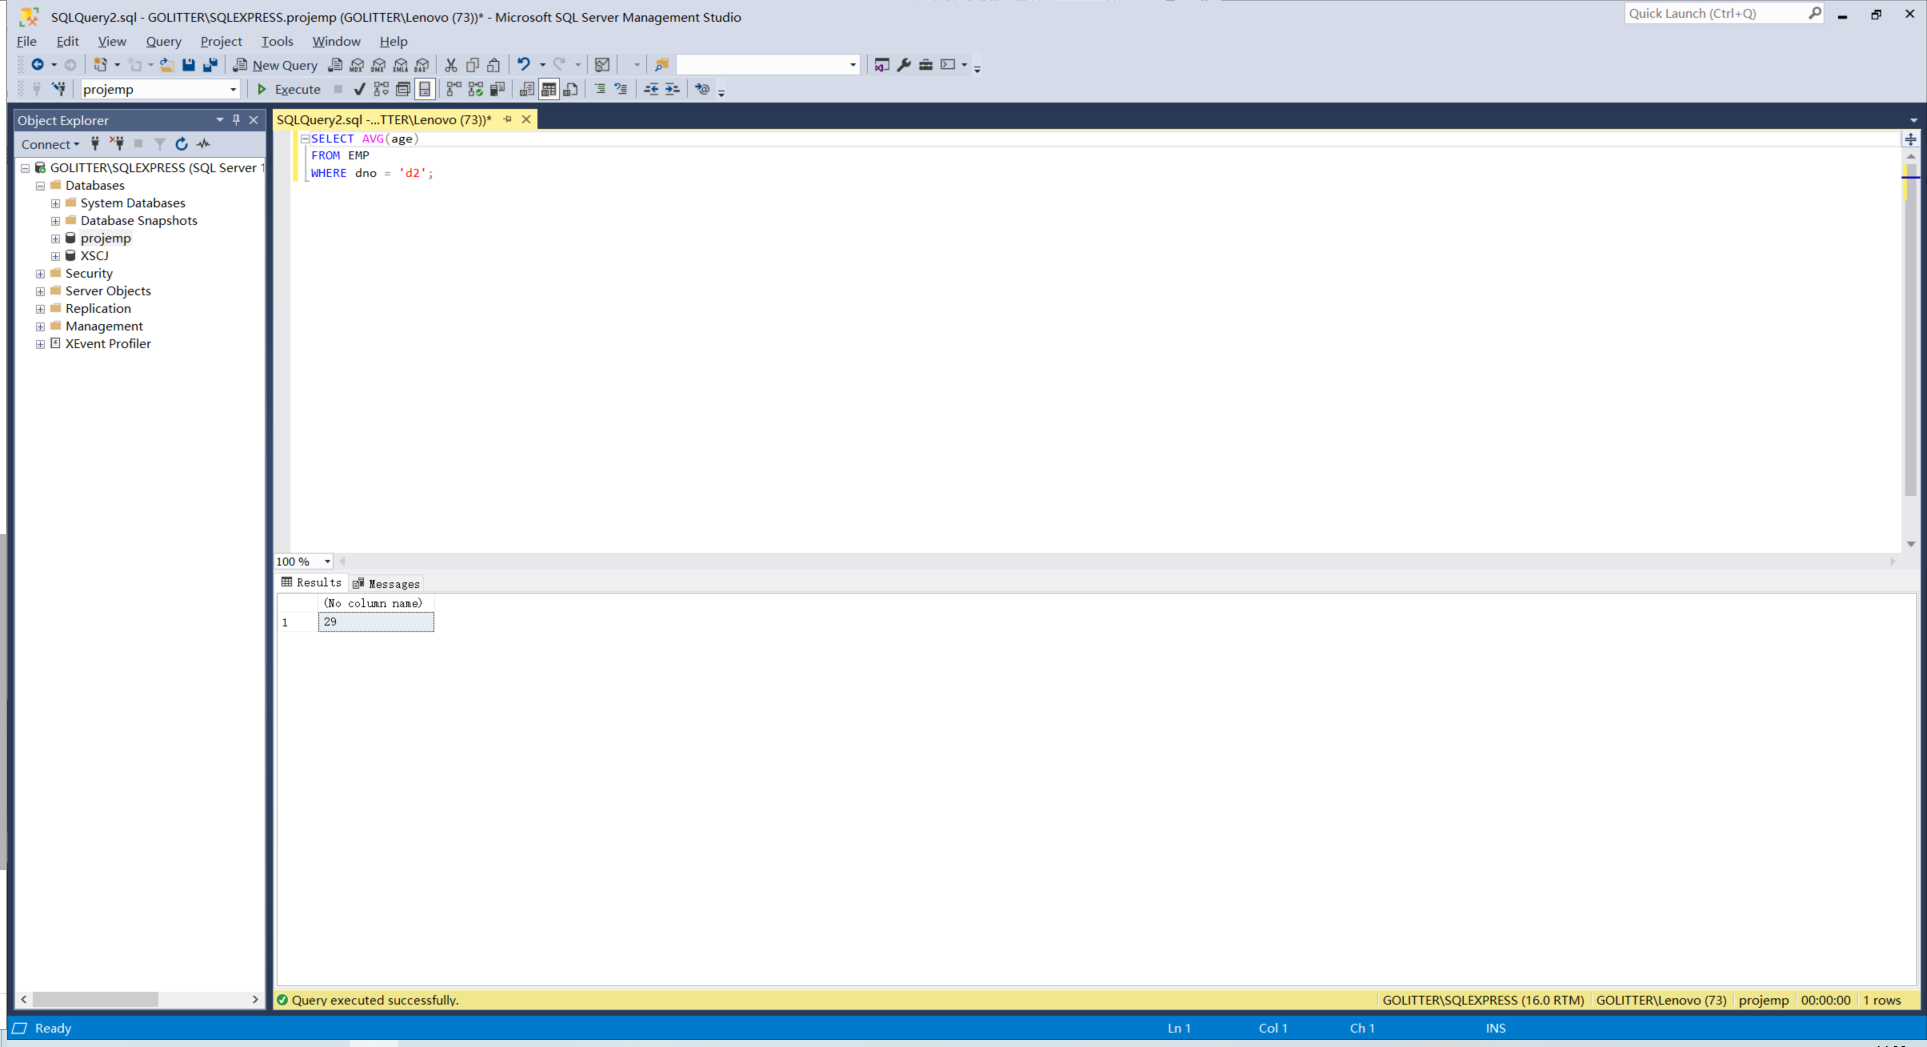 SQLQuery2.sql - GOLITTER\SQLEXPRESS.projemp (GOLITTER\Lenovo (73))* - Microsoft SQL Server Management Studio
Quick Launch (Ctrl+Q)
File Edit View Query Project Tools Window Help
New Query MDX DMX XMLA DAX
projemp Execute
Object Explorer
SQLQuery2.sql -...TTER\Lenovo (73))*
Connect
GOLITTER\SQLEXPRESS (SQL Server 1
Databases
System Databases
Database Snapshots
projemp
XSCJ
Security
Server Objects
Replication
Management
XEvent Profiler
SELECT AVG(age)
FROM EMP
WHERE dno = 'd2';
100 %
Results Messages
(No column name)
1 29
Query executed successfully.
GOLITTER\SQLEXPRESS (16.0 RTM) GOLITTER\Lenovo (73) projemp 00:00:00 1 rows
Ready Ln 1 Col 1 Ch 1 INS